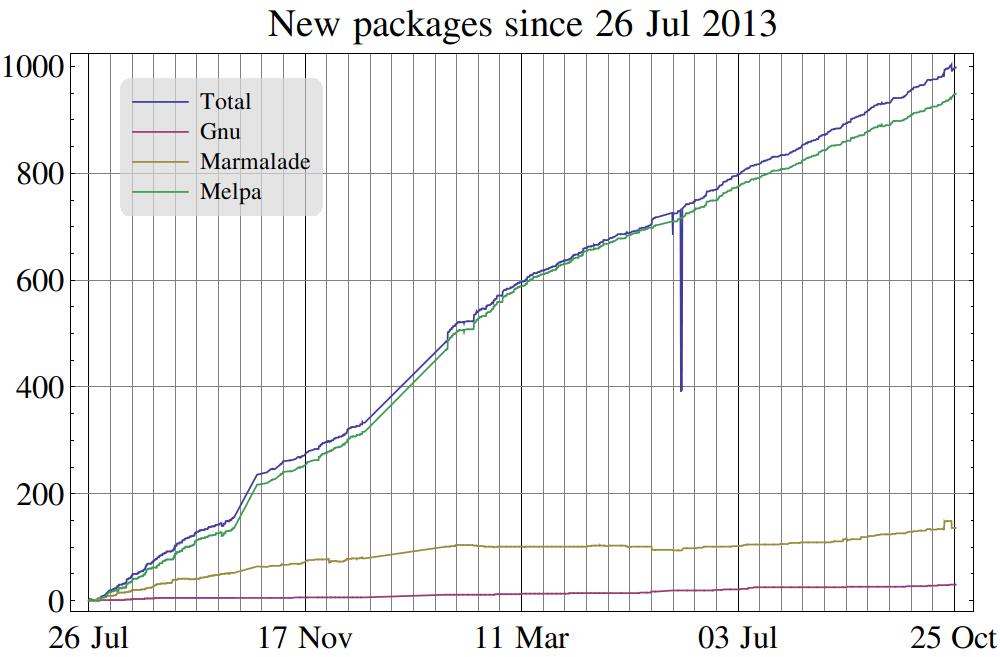 New packages since 26 Jul 2013
1000
800
600
400
200
0
Total
Gnu
Marmalade
Melpa
26 Jul
17 Nov
11 Mar
03 Jul
25 Oct